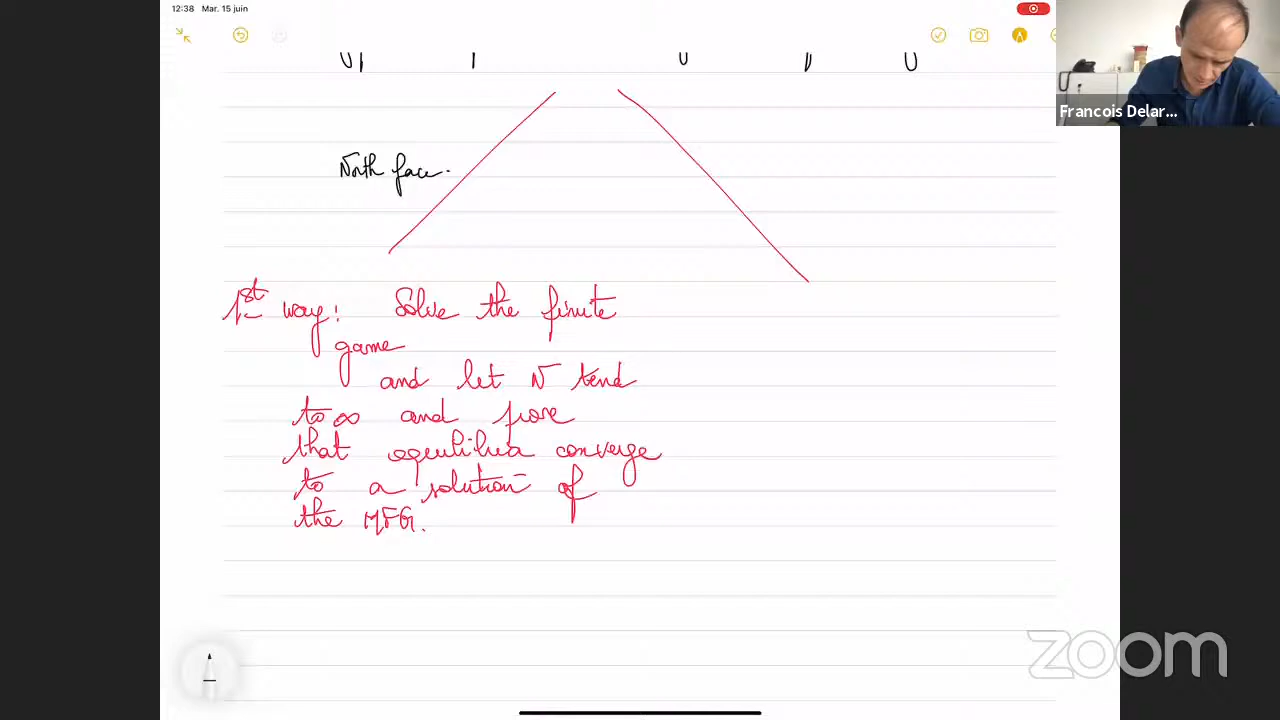 12:38 Mar. 15 juin
Francois Delar...
North face.
1st way: Solve the finite
game
and let N tend
to ∞ and prove
that equilibria converge
to a solution of
the MFG.
zoom